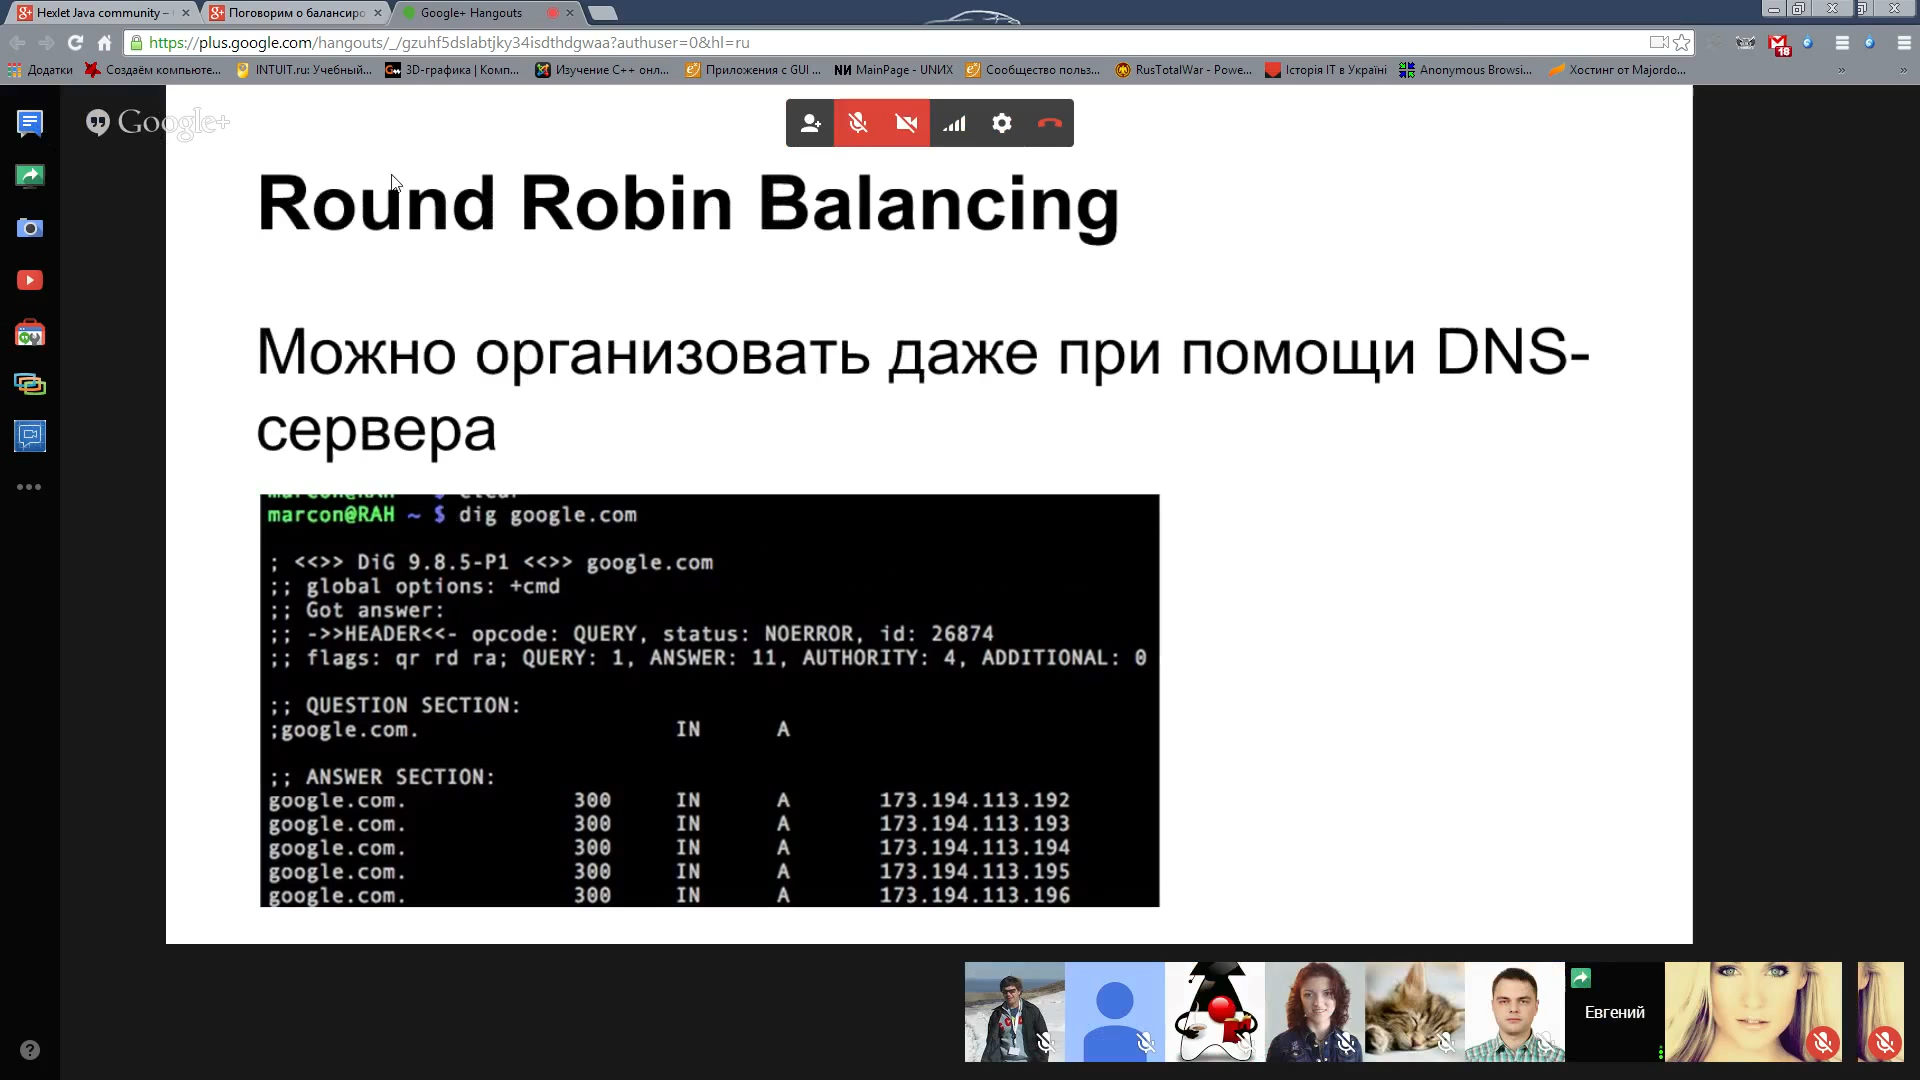 Hexlet Java community –
Поговорим о балансиро
Google+ Hangouts
https://plus.google.com/hangouts/_/gzuhf5dslabtjky34isdthdgwaa?authuser=0&hl=ru
18
Додатки
Создаём компьюте...
INTUIT.ru: Учебный...
3D-графика | Комп...
Изучение C++ онл...
Приложения с GUI ...
MainPage - UNИX
Сообщество польз...
RusTotalWar - Powe...
Історія IT в Україні
Anonymous Browsi...
Хостинг от Majordo...
»
»
Google+
Round Robin Balancing
Можно организовать даже при помощи DNS-
сервера
marcon@RAH ~ $ clear
marcon@RAH ~ $ dig google.com
; <<>> DiG 9.8.5-P1 <<>> google.com
;; global options: +cmd
;; Got answer:
;; ->>HEADER<<- opcode: QUERY, status: NOERROR, id: 26874
;; flags: qr rd ra; QUERY: 1, ANSWER: 11, AUTHORITY: 4, ADDITIONAL: 0
;; QUESTION SECTION:
;google.com. IN A
;; ANSWER SECTION:
google.com. 300 IN A 173.194.113.192
google.com. 300 IN A 173.194.113.193
google.com. 300 IN A 173.194.113.194
google.com. 300 IN A 173.194.113.195
google.com. 300 IN A 173.194.113.196
Евгений